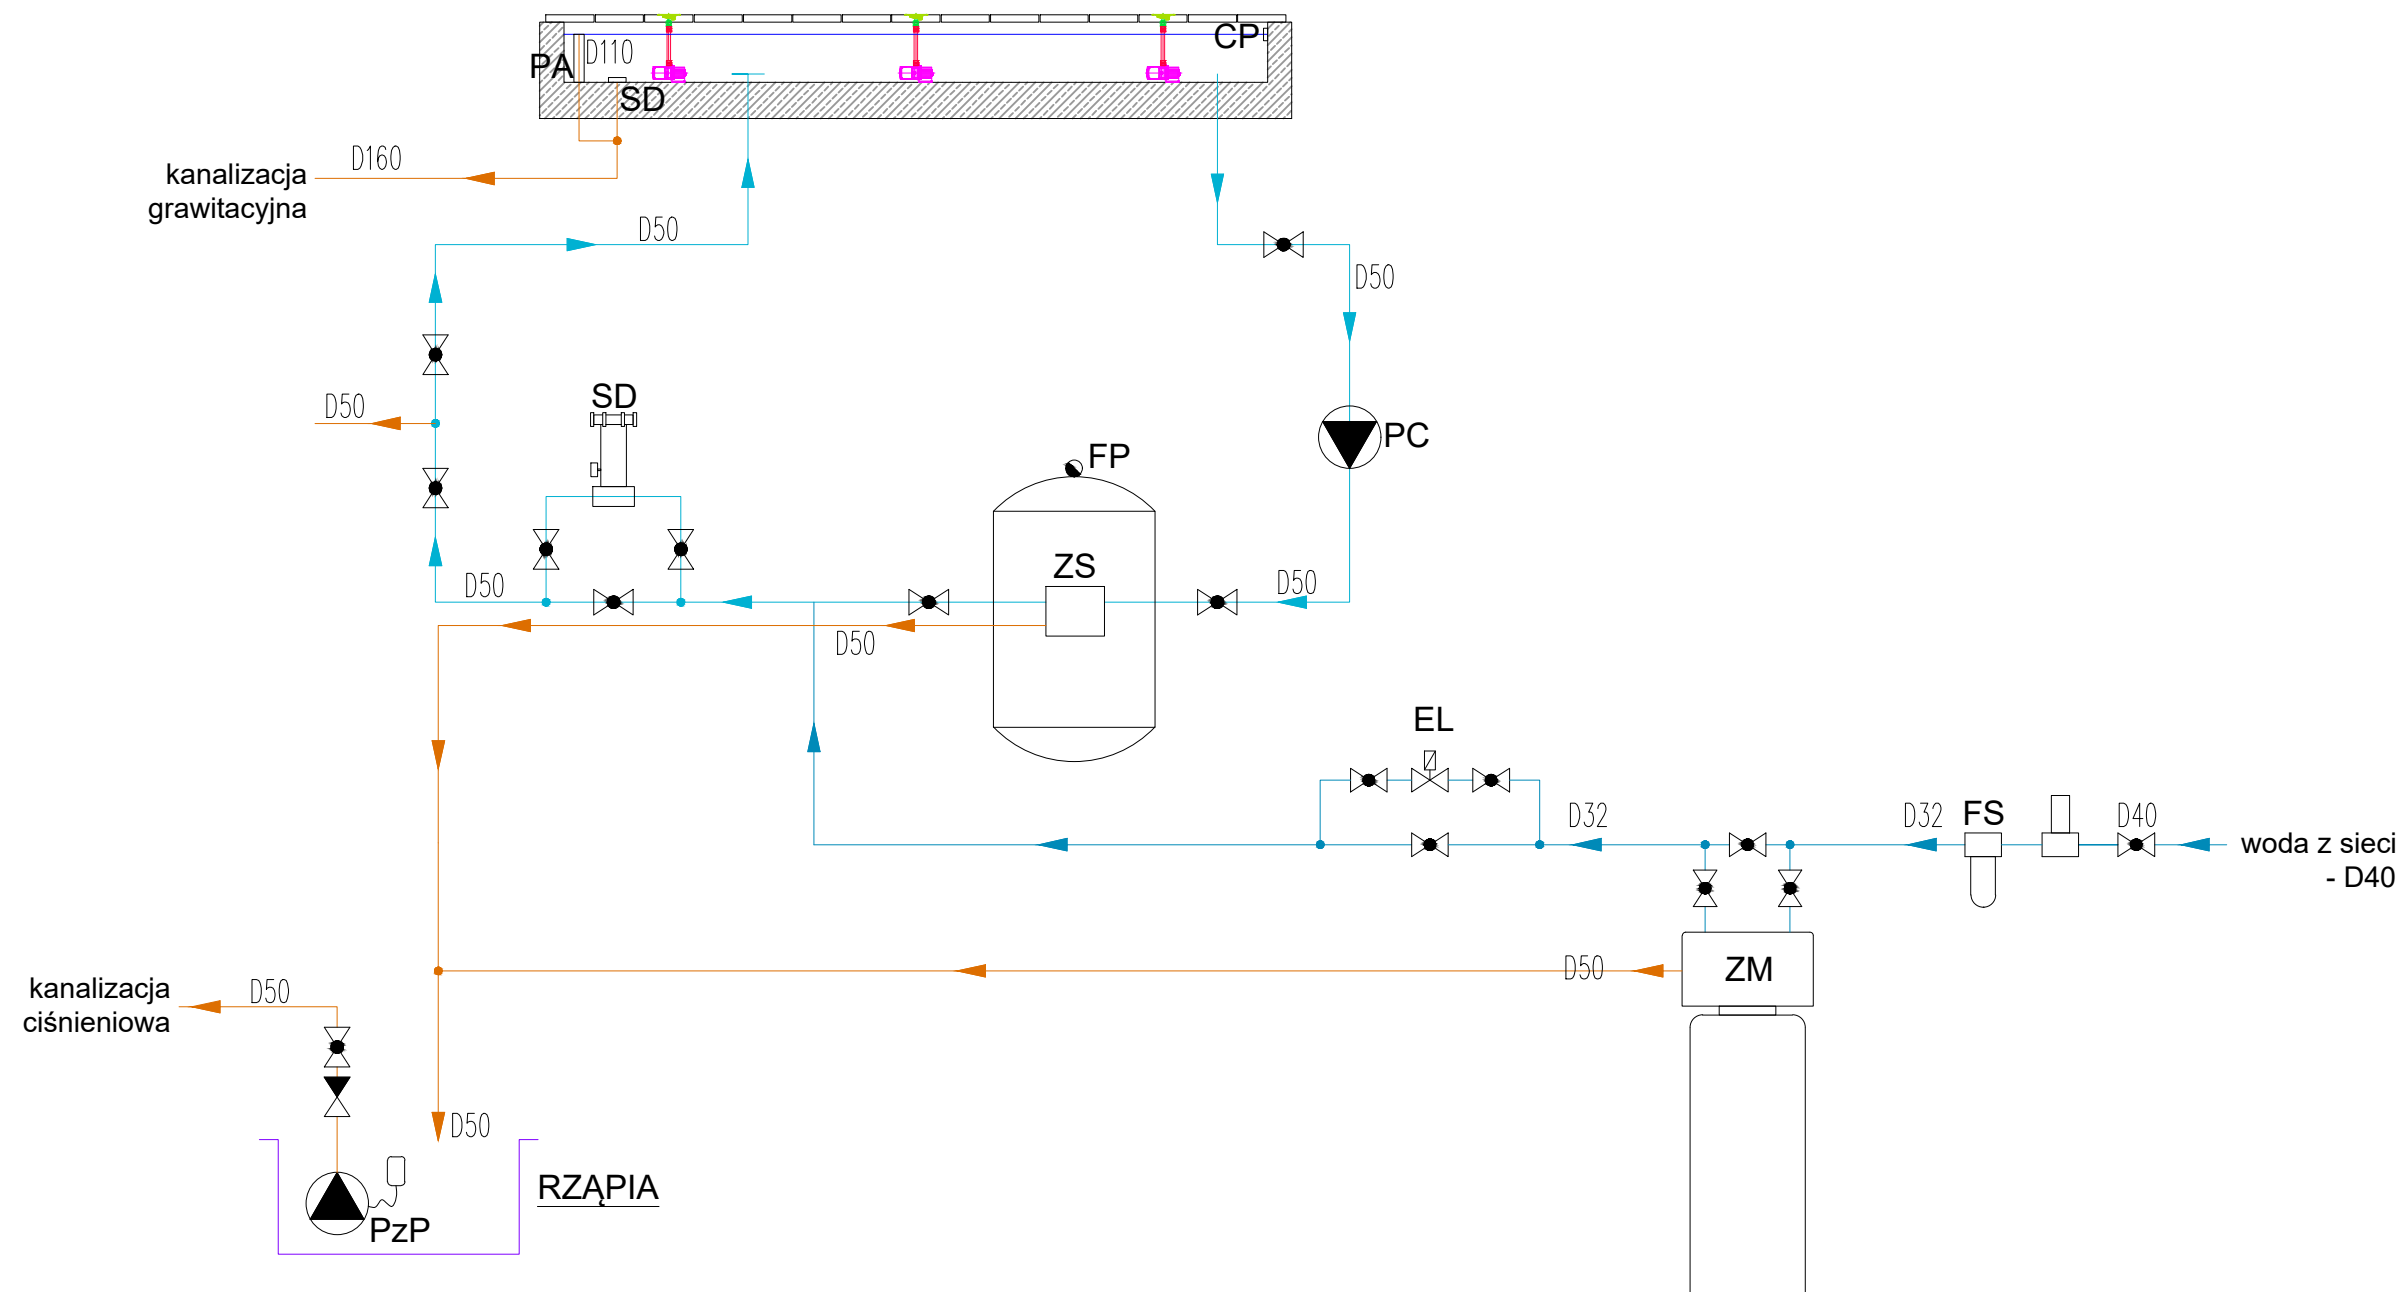 CP
D110
PA
SD
D160
kanalizacja
grawitacyjna
D50
D50
SD
D50
PC
FP
ZS
D50
D50
D50
EL
D32
D32
FS
D40
woda z sieci
- D40
D50
ZM
kanalizacja
ciśnieniowa
D50
D50
RZĄPIA
PzP